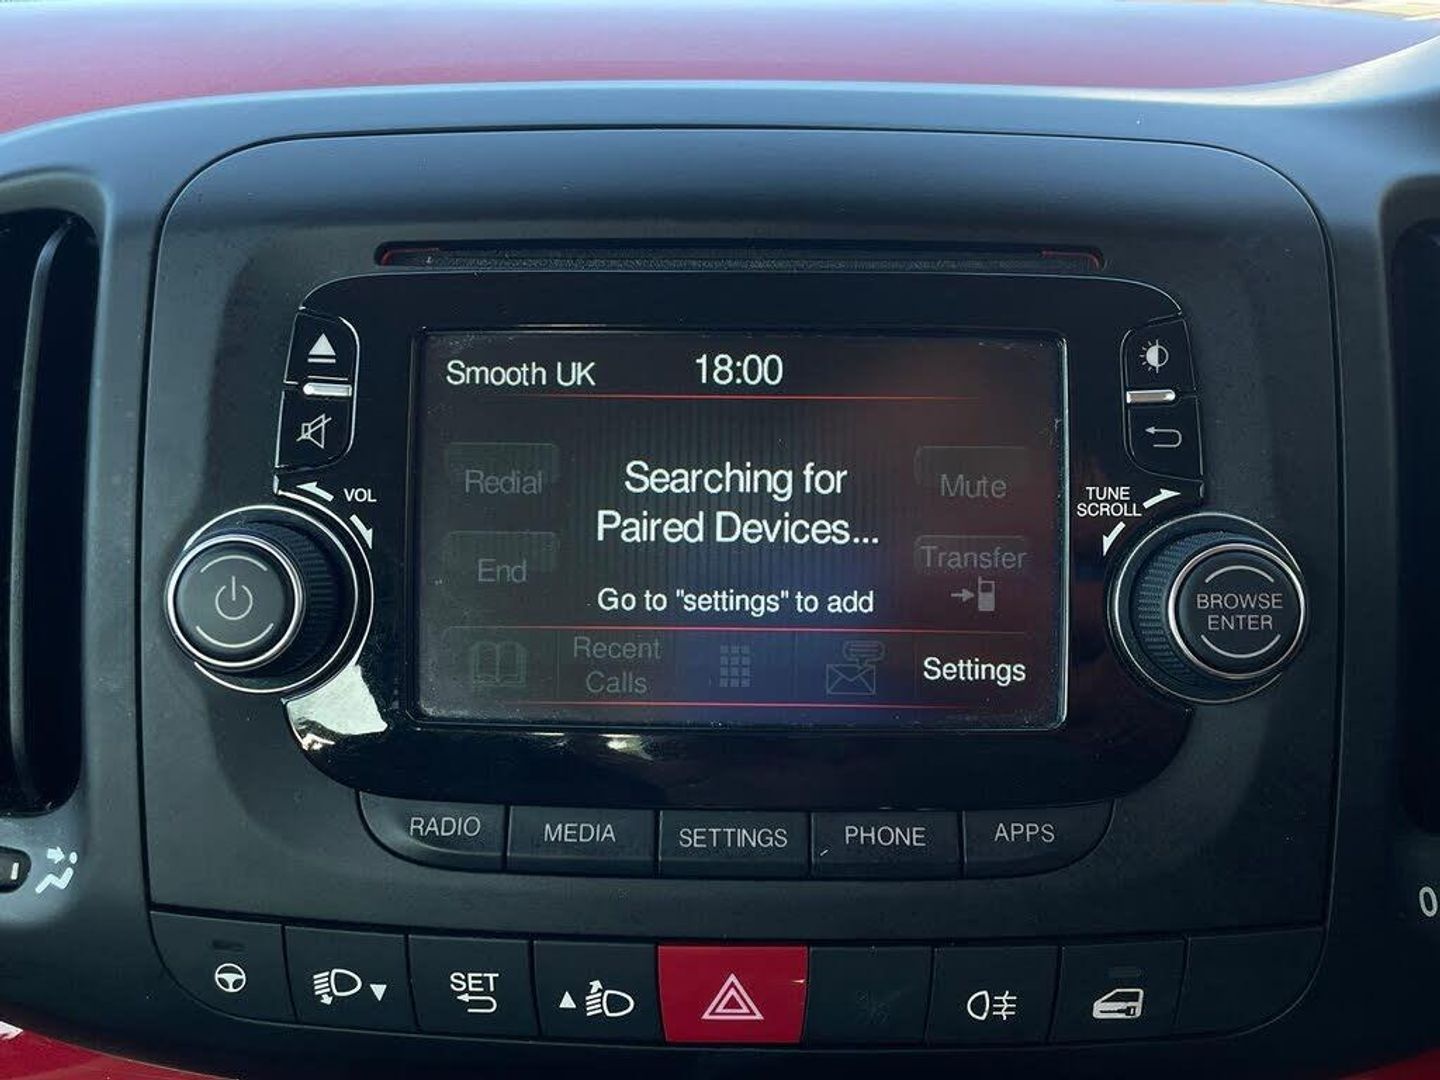 Smooth UK 18:00
Redial
Searching for
Paired Devices...
Mute
End
Transfer
Go to "settings" to add
Recent
Calls
Settings
VOL
TUNE
SCROLL
BROWSE
ENTER
RADIO MEDIA SETTINGS PHONE APPS
SET
0